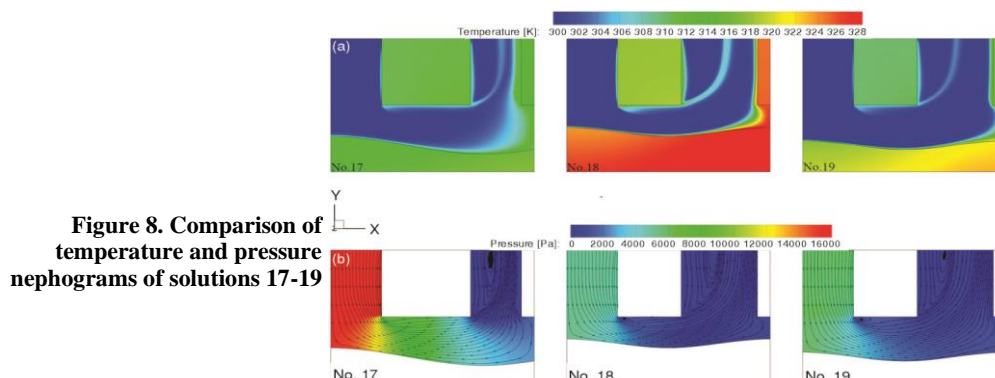 Temperature [K]: 300 302 304 306 308 310 312 314 316 318 320 322 324 326 328
(a)
No.17
No.18
No.19
Y
X
Figure 8. Comparison of
temperature and pressure
nephograms of solutions 17-19
Pressure [Pa]: 0 2000 4000 6000 8000 10000 12000 14000 16000
(b)
No. 17
No. 18
No. 19